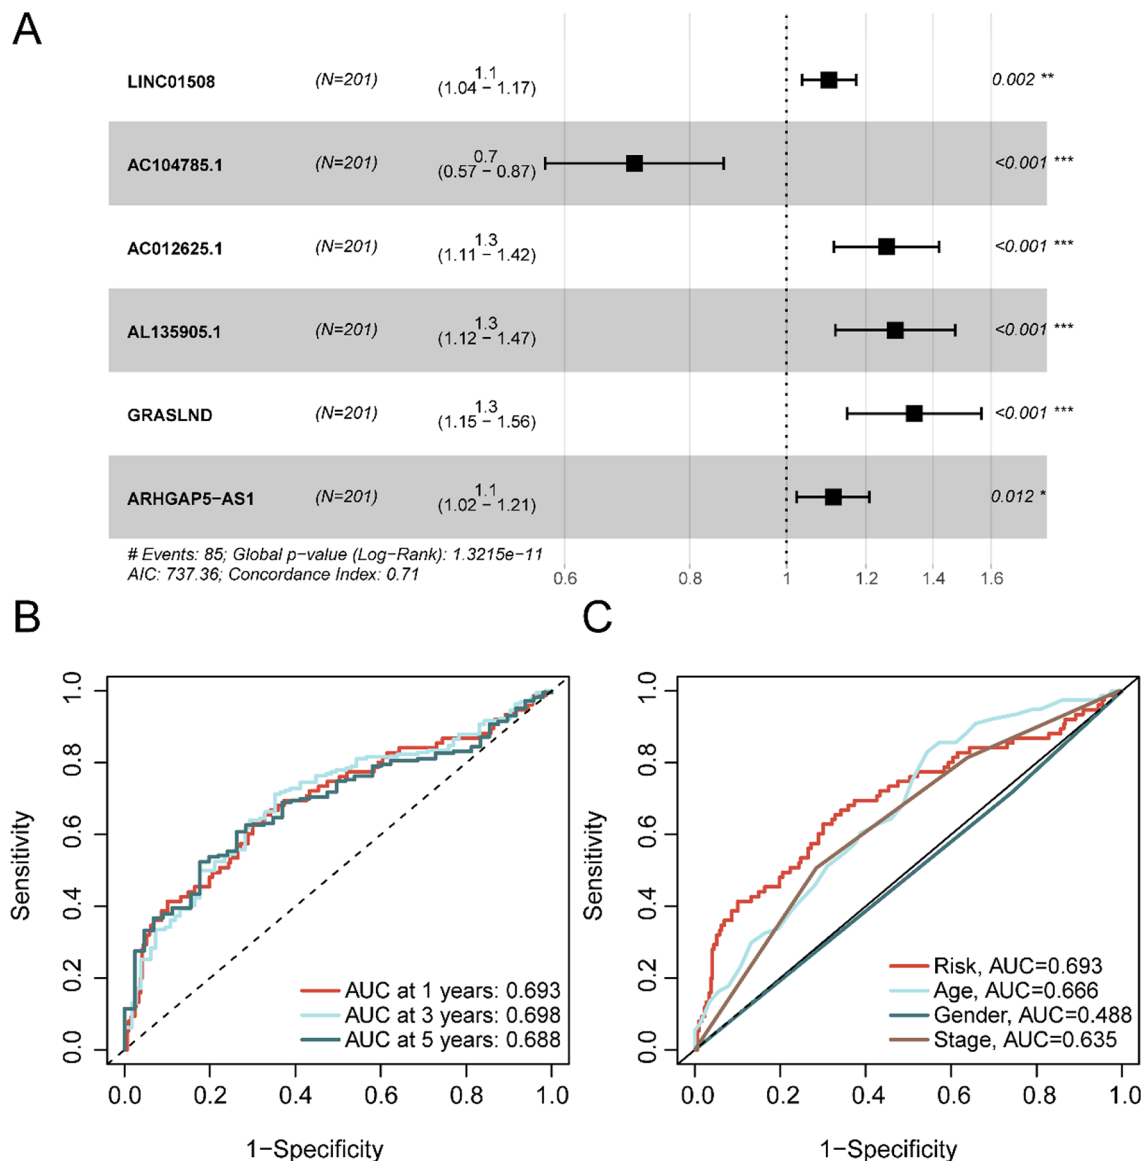 A
LINC01508 (N=201) 1.1 (1.04 − 1.17) 0.002 **
AC104785.1 (N=201) 0.7 (0.57 − 0.87) <0.001 ***
AC012625.1 (N=201) 1.3 (1.11 − 1.42) <0.001 ***
AL135905.1 (N=201) 1.3 (1.12 − 1.47) <0.001 ***
GRASLND (N=201) 1.3 (1.15 − 1.56) <0.001 ***
ARHGAP5−AS1 (N=201) 1.1 (1.02 − 1.21) 0.012 *
# Events: 85; Global p−value (Log−Rank): 1.3215e−11
AIC: 737.36; Concordance Index: 0.71
0.6 0.8 1 1.2 1.4 1.6
B
Sensitivity
1.0
0.8
0.6
0.4
0.2
0.0
AUC at 1 years: 0.693
AUC at 3 years: 0.698
AUC at 5 years: 0.688
0.0 0.2 0.4 0.6 0.8 1.0
1−Specificity
C
Sensitivity
1.0
0.8
0.6
0.4
0.2
0.0
Risk, AUC=0.693
Age, AUC=0.666
Gender, AUC=0.488
Stage, AUC=0.635
0.0 0.2 0.4 0.6 0.8 1.0
1−Specificity